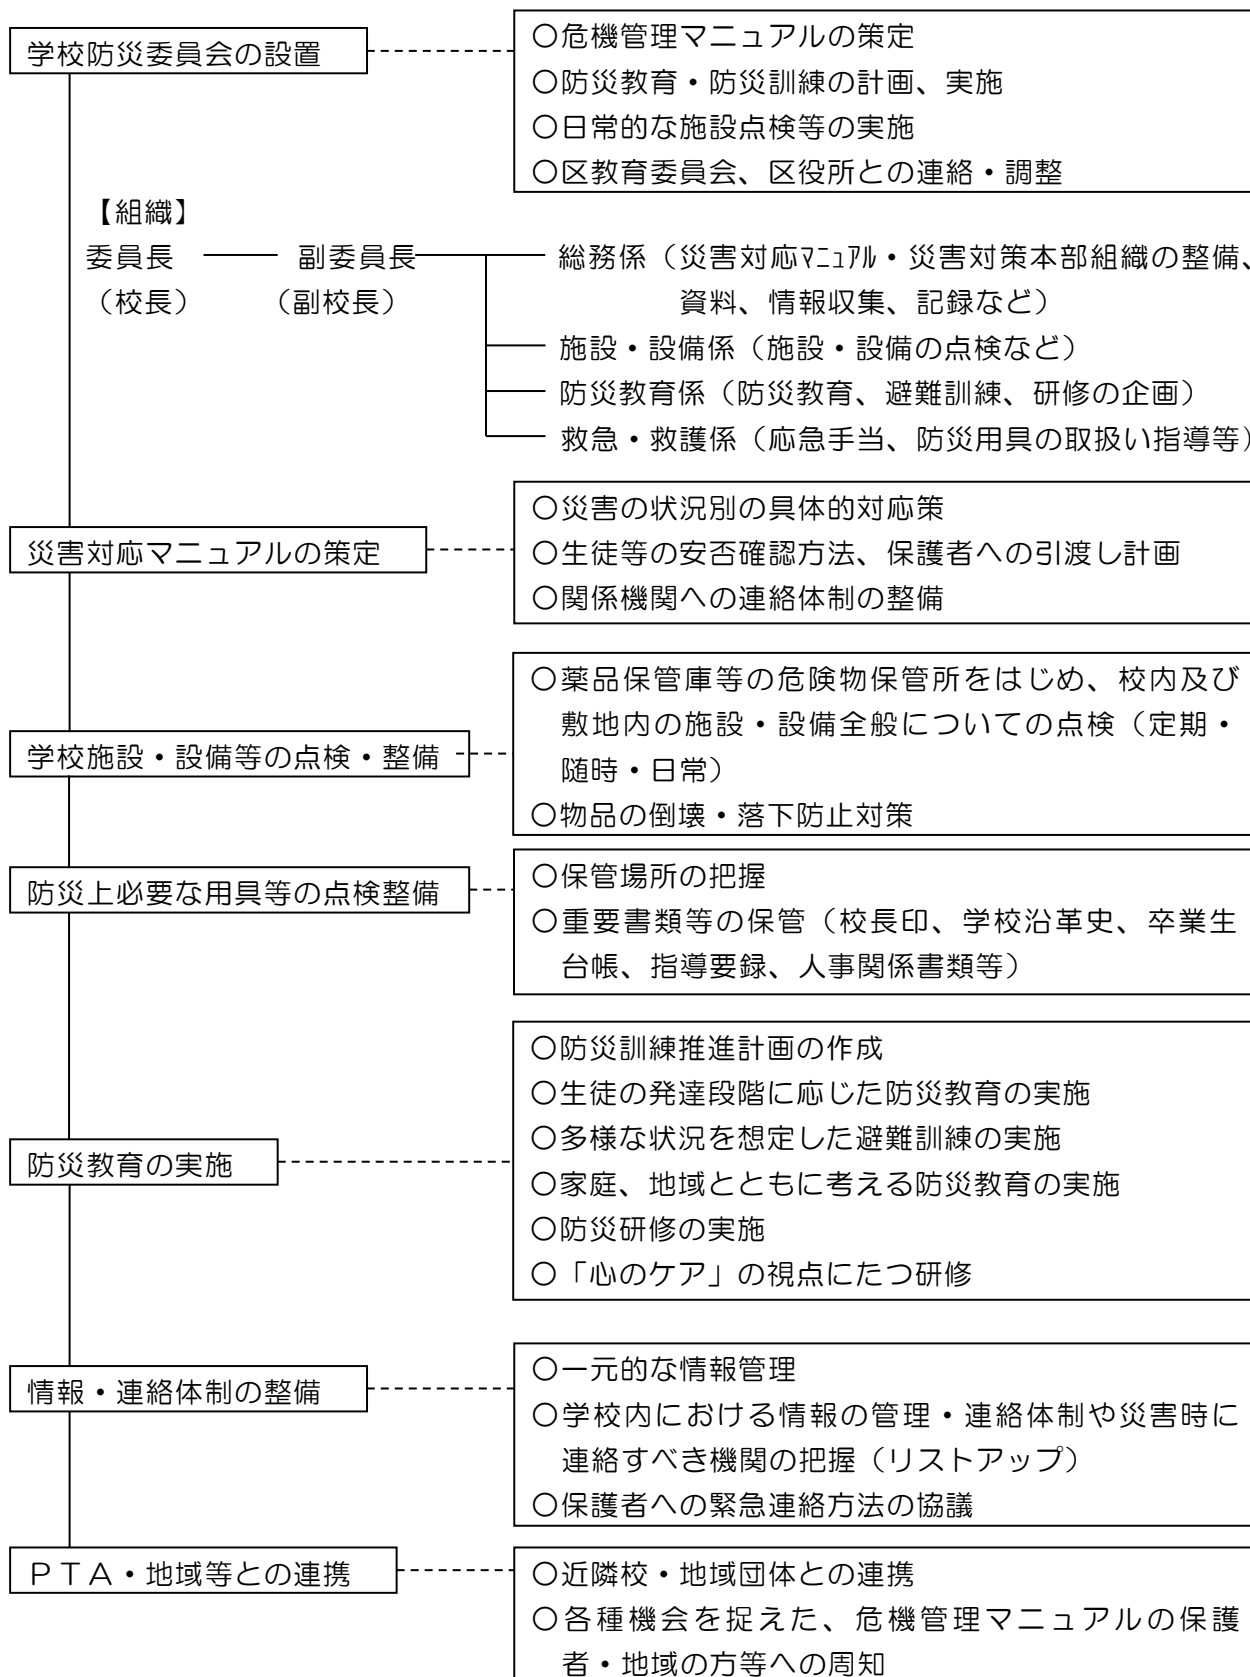 学校防災委員会の設置
○危機管理マニュアルの策定
○防災教育・防災訓練の計画、実施
○日常的な施設点検等の実施
○区教育委員会、区役所との連絡・調整
【組織】
委員長 副委員長 総務係（災害対応ﾏﾆｭｱﾙ・災害対策本部組織の整備、
（校長） （副校長） 資料、情報収集、記録など）
施設・設備係（施設・設備の点検など）
防災教育係（防災教育、避難訓練、研修の企画）
救急・救護係（応急手当、防災用具の取扱い指導等）
災害対応マニュアルの策定
○災害の状況別の具体的対応策
○生徒等の安否確認方法、保護者への引渡し計画
○関係機関への連絡体制の整備
学校施設・設備等の点検・整備
○薬品保管庫等の危険物保管所をはじめ、校内及び
敷地内の施設・設備全般についての点検（定期・
随時・日常）
○物品の倒壊・落下防止対策
防災上必要な用具等の点検整備
○保管場所の把握
○重要書類等の保管（校長印、学校沿革史、卒業生
台帳、指導要録、人事関係書類等）
防災教育の実施
○防災訓練推進計画の作成
○生徒の発達段階に応じた防災教育の実施
○多様な状況を想定した避難訓練の実施
○家庭、地域とともに考える防災教育の実施
○防災研修の実施
○「心のケア」の視点にたつ研修
情報・連絡体制の整備
○一元的な情報管理
○学校内における情報の管理・連絡体制や災害時に
連絡すべき機関の把握（リストアップ）
○保護者への緊急連絡方法の協議
ＰＴＡ・地域等との連携
○近隣校・地域団体との連携
○各種機会を捉えた、危機管理マニュアルの保護
者・地域の方等への周知